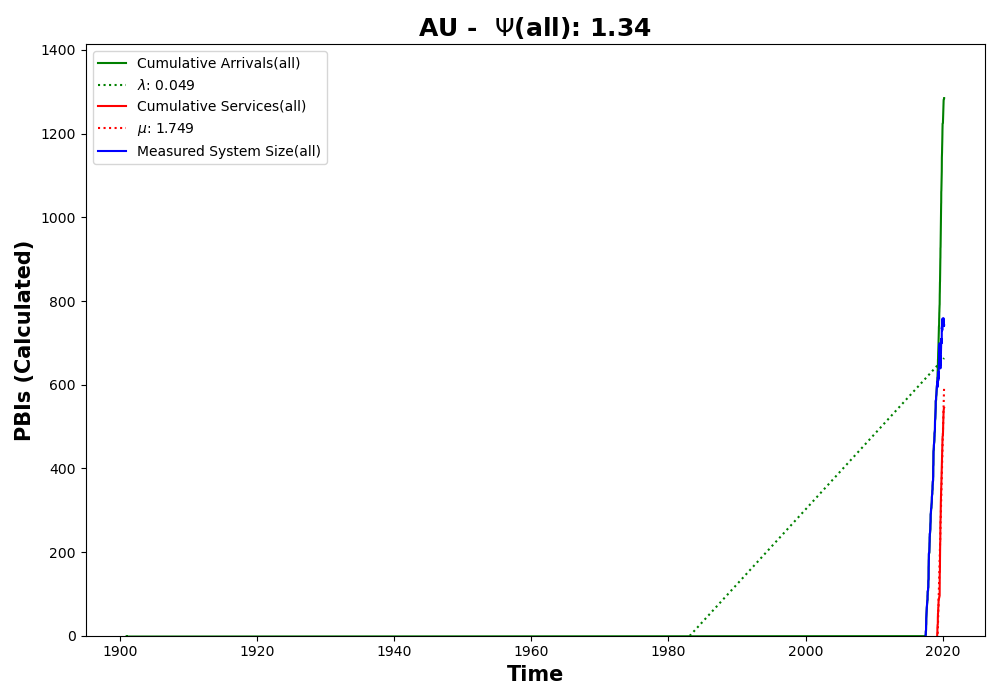 AU - Ψ(all): 1.34
Cumulative Arrivals(all)
λ: 0.049
Cumulative Services(all)
μ: 1.749
Measured System Size(all)
PBIs (Calculated)
1400
1200
1000
800
600
400
200
0
1900 1920 1940 1960 1980 2000 2020
Time